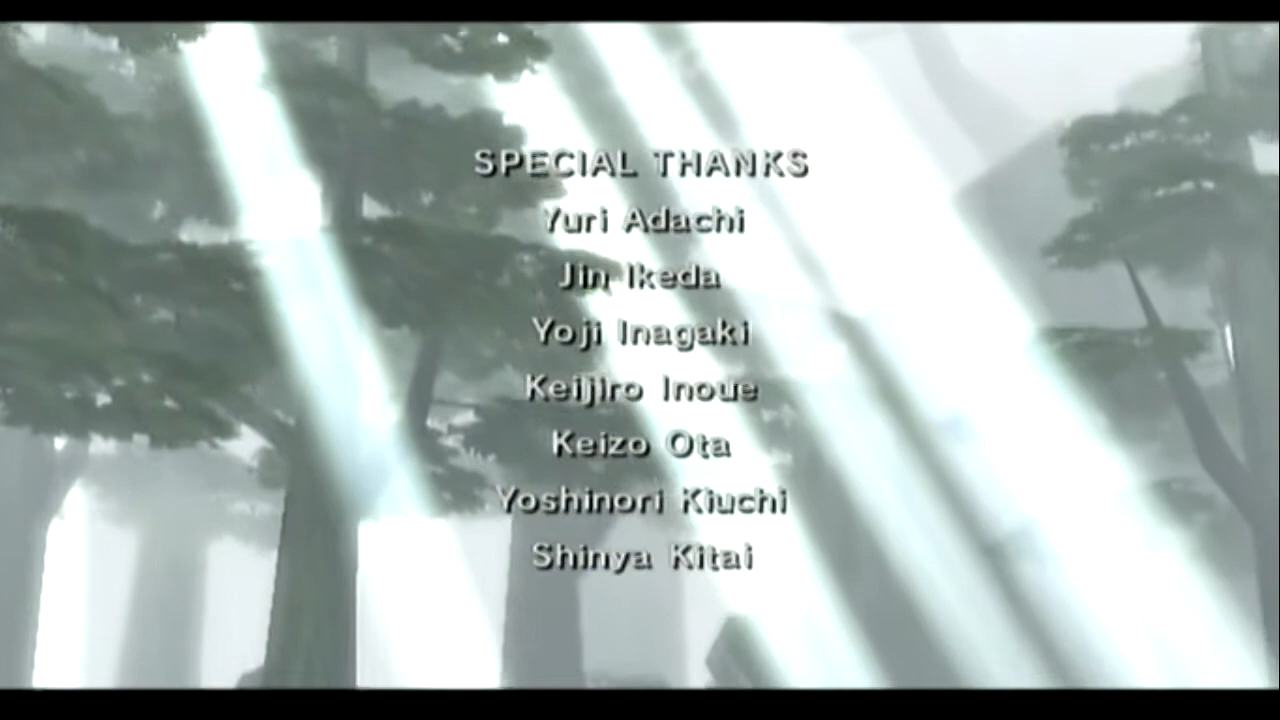 SPECIAL THANKS
Yuri Adachi
Jin Ikeda
Yoji Inagaki
Keijiro Inoue
Keizo Ota
Yoshinori Kiuchi
Shinya Kitai